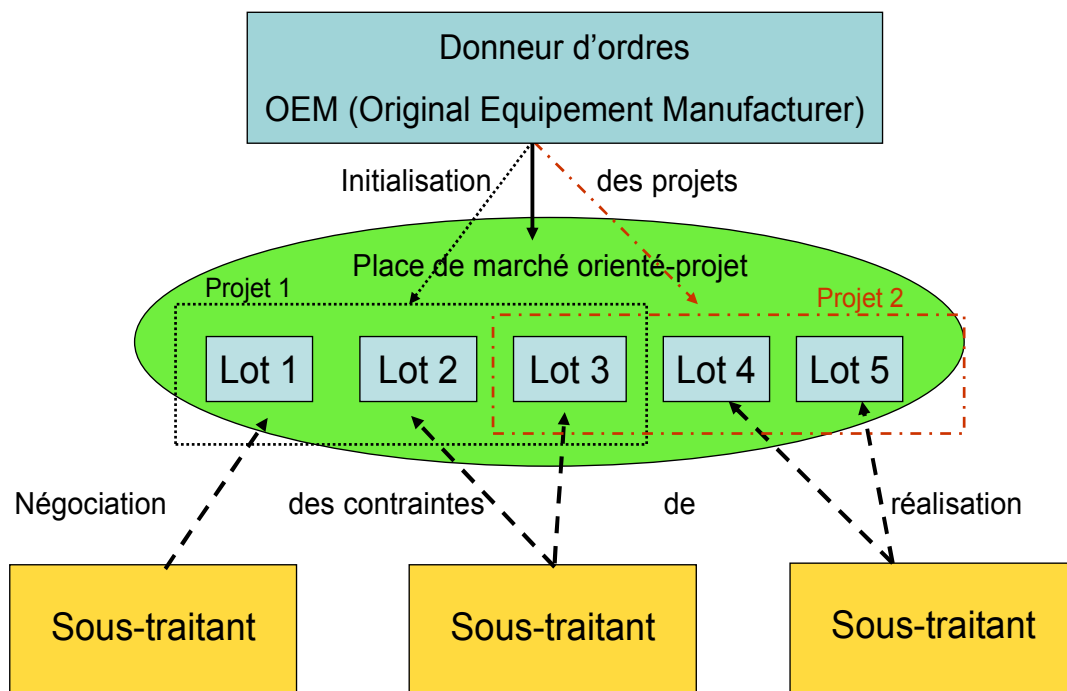 Donneur d'ordres
OEM (Original Equipement Manufacturer)
Initialisation des projets
Place de marché orienté-projet
Projet 1
Projet 2
Lot 1 Lot 2 Lot 3 Lot 4 Lot 5
Négociation des contraintes de réalisation
Sous-traitant Sous-traitant Sous-traitant